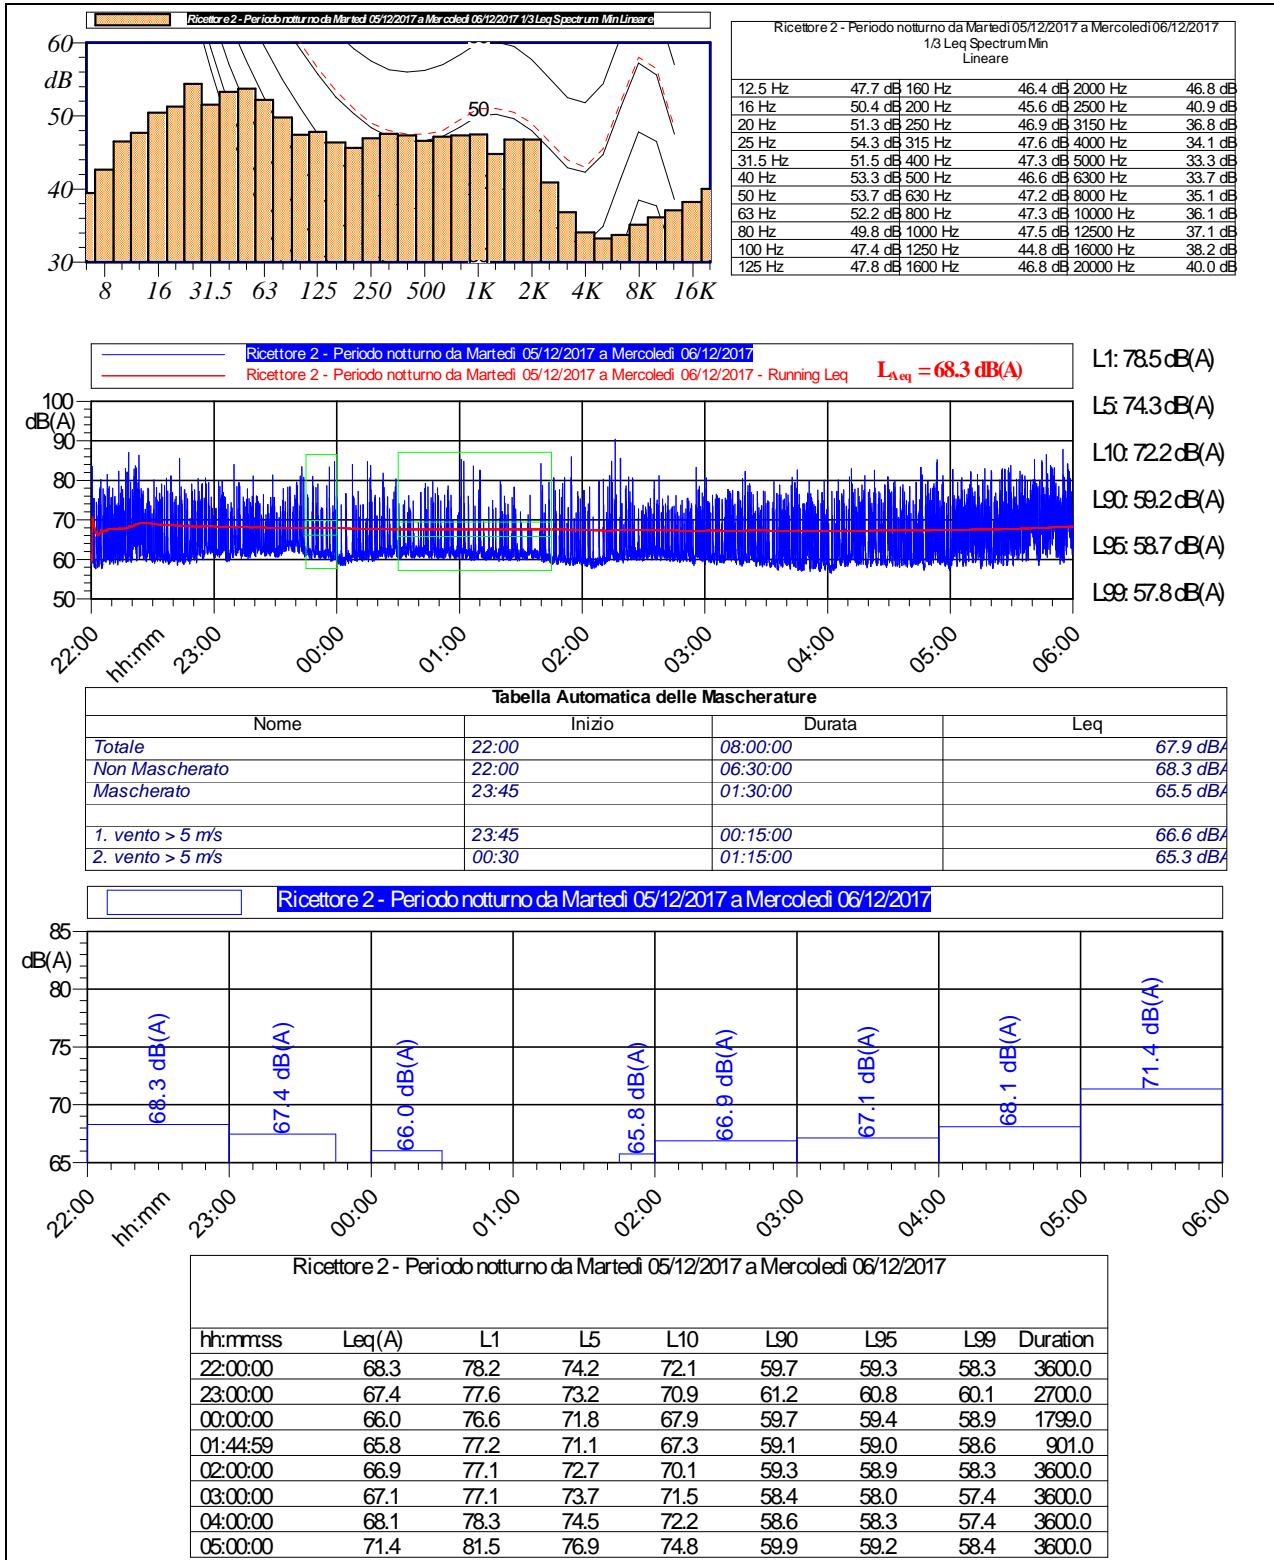 Ricettore 2 - Periodo notturno da Martedì 05/12/2017 a Mercoledì 06/12/2017 1/3 Leq Spectrum Min Lineare
60
dB
50
40
30
50
8 16 31.5 63 125 250 500 1K 2K 4K 8K 16K
Ricettore 2 - Periodo notturno da Martedì 05/12/2017 a Mercoledì 06/12/2017
1/3 Leq Spectrum Min
Lineare
12.5 Hz 47.7 dB 160 Hz 46.4 dB 2000 Hz 46.8 dB
16 Hz 50.4 dB 200 Hz 45.6 dB 2500 Hz 40.9 dB
20 Hz 51.3 dB 250 Hz 46.9 dB 3150 Hz 36.8 dB
25 Hz 54.3 dB 315 Hz 47.6 dB 4000 Hz 34.1 dB
31.5 Hz 51.5 dB 400 Hz 47.3 dB 5000 Hz 33.3 dB
40 Hz 53.3 dB 500 Hz 46.6 dB 6300 Hz 33.7 dB
50 Hz 53.7 dB 630 Hz 47.2 dB 8000 Hz 35.1 dB
63 Hz 52.2 dB 800 Hz 47.3 dB 10000 Hz 36.1 dB
80 Hz 49.8 dB 1000 Hz 47.5 dB 12500 Hz 37.1 dB
100 Hz 47.4 dB 1250 Hz 44.8 dB 16000 Hz 38.2 dB
125 Hz 47.8 dB 1600 Hz 46.8 dB 20000 Hz 40.0 dB
Ricettore 2 - Periodo notturno da Martedì 05/12/2017 a Mercoledì 06/12/2017
Ricettore 2 - Periodo notturno da Martedì 05/12/2017 a Mercoledì 06/12/2017 - Running Leq LAeq = 68.3 dB(A)
L1: 78.5 dB(A)
L5: 74.3 dB(A)
L10: 72.2 dB(A)
L90: 59.2 dB(A)
L95: 58.7 dB(A)
L99: 57.8 dB(A)
100
dB(A)
90
80
70
60
50
22:00 hh:mm 23:00 00:00 01:00 02:00 03:00 04:00 05:00 06:00
Tabella Automatica delle Mascherature
Nome Inizio Durata Leq
Totale 22:00 08:00:00 67.9 dBA
Non Mascherato 22:00 06:30:00 68.3 dBA
Mascherato 23:45 01:30:00 65.5 dBA
1. vento > 5 m/s 23:45 00:15:00 66.6 dBA
2. vento > 5 m/s 00:30 01:15:00 65.3 dBA
Ricettore 2 - Periodo notturno da Martedì 05/12/2017 a Mercoledì 06/12/2017
85
dB(A)
80
75
70
65
68.3 dB(A)
67.4 dB(A)
66.0 dB(A)
65.8 dB(A)
66.9 dB(A)
67.1 dB(A)
68.1 dB(A)
71.4 dB(A)
22:00 hh:mm 23:00 00:00 01:00 02:00 03:00 04:00 05:00 06:00
Ricettore 2 - Periodo notturno da Martedì 05/12/2017 a Mercoledì 06/12/2017
hh:mm:ss Leq(A) L1 L5 L10 L90 L95 L99 Duration
22:00:00 68.3 78.2 74.2 72.1 59.7 59.3 58.3 3600.0
23:00:00 67.4 77.6 73.2 70.9 61.2 60.8 60.1 2700.0
00:00:00 66.0 76.6 71.8 67.9 59.7 59.4 58.9 1799.0
01:44:59 65.8 77.2 71.1 67.3 59.1 59.0 58.6 901.0
02:00:00 66.9 77.1 72.7 70.1 59.3 58.9 58.3 3600.0
03:00:00 67.1 77.1 73.7 71.5 58.4 58.0 57.4 3600.0
04:00:00 68.1 78.3 74.5 72.2 58.6 58.3 57.4 3600.0
05:00:00 71.4 81.5 76.9 74.8 59.9 59.2 58.4 3600.0